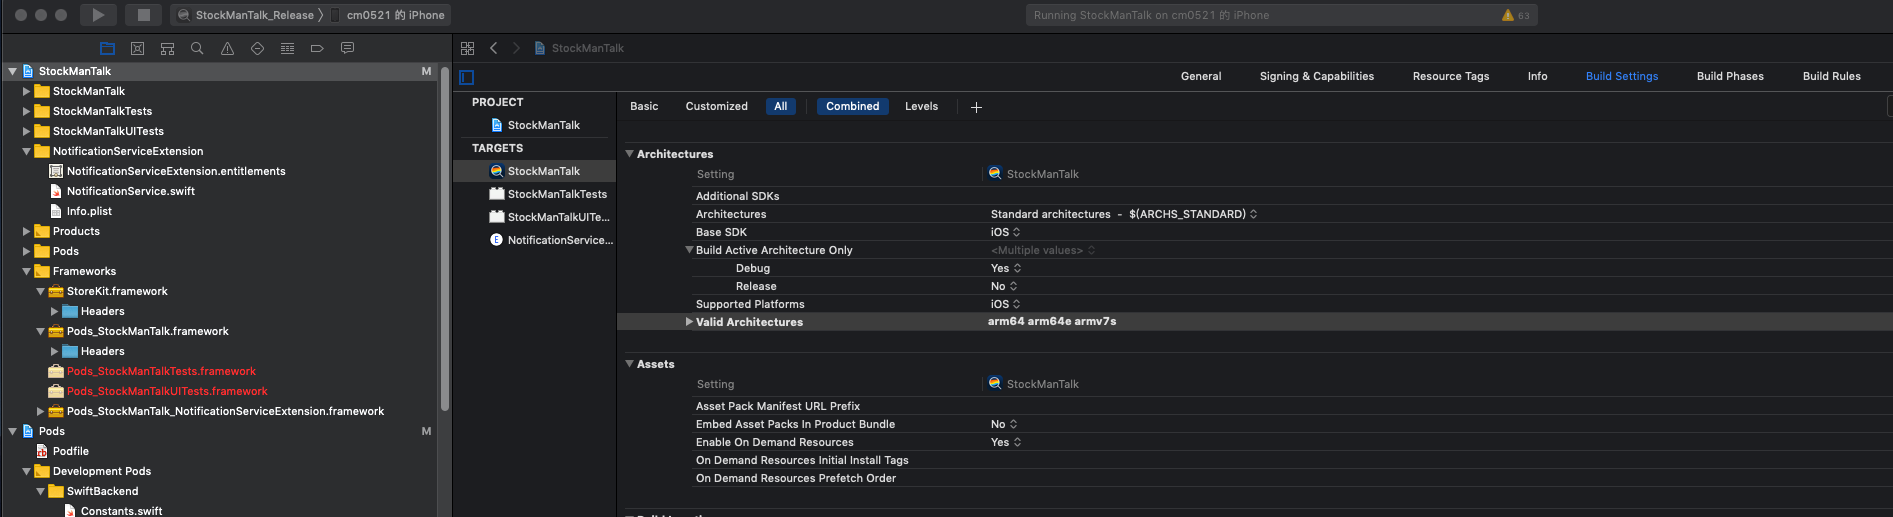 StockManTalk_Release 〉 cm0521 的 iPhone
Running StockManTalk on cm0521 的 iPhone
63
StockManTalk M
StockManTalk
StockManTalkTests
StockManTalkUITests
NotificationServiceExtension
NotificationServiceExtension.entitlements
NotificationService.swift
Info.plist
Products
Pods
Frameworks
StoreKit.framework
Headers
Pods_StockManTalk.framework
Headers
Pods_StockManTalkTests.framework
Pods_StockManTalkUITests.framework
Pods_StockManTalk_NotificationServiceExtension.framework
Pods M
Podfile
Development Pods
SwiftBackend
Constants.swift
StockManTalk
General Signing & Capabilities Resource Tags Info Build Settings Build Phases Build Rules
PROJECT
StockManTalk
TARGETS
StockManTalk
StockManTalkTests
StockManTalkUITe...
E NotificationService...
Basic Customized All Combined Levels +
Architectures
Setting StockManTalk
Additional SDKs
Architectures Standard architectures - $(ARCHS_STANDARD)
Base SDK iOS
Build Active Architecture Only <Multiple values>
Debug Yes
Release No
Supported Platforms iOS
Valid Architectures arm64 arm64e armv7s
Assets
Setting StockManTalk
Asset Pack Manifest URL Prefix
Embed Asset Packs In Product Bundle No
Enable On Demand Resources Yes
On Demand Resources Initial Install Tags
On Demand Resources Prefetch Order